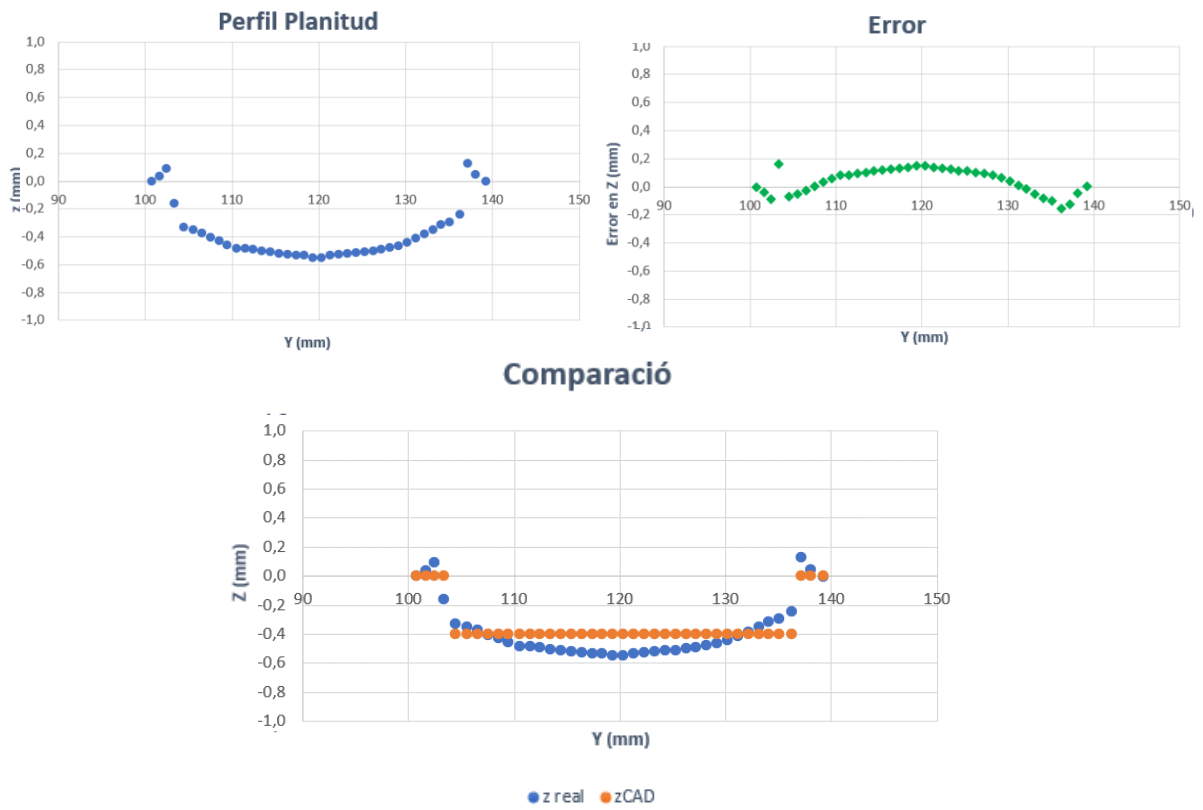 Perfil Planitud
1,0
0,8
0,6
0,4
0,2
0,0
-0,2
-0,4
-0,6
-0,8
-1,0
90 100 110 120 130 140 150
z (mm)
Y (mm)
Error
1,0
0,8
0,6
0,4
0,2
0,0
-0,2
-0,4
-0,6
-0,8
-1,0
90 100 110 120 130 140 150
Error en Z (mm)
Y (mm)
Comparació
1,0
0,8
0,6
0,4
0,2
0,0
-0,2
-0,4
-0,6
-0,8
-1,0
90 100 110 120 130 140 150
Z (mm)
Y (mm)
z real zCAD